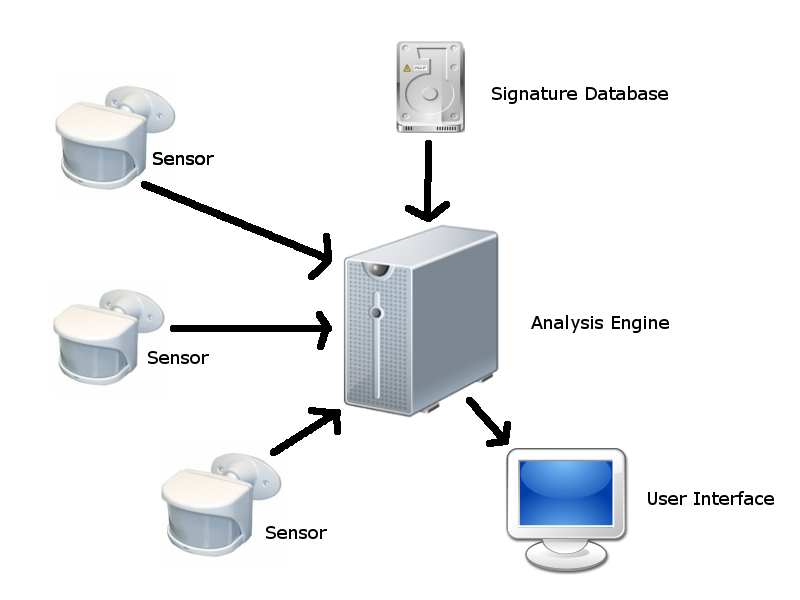 Signature Database
Sensor
Analysis Engine
Sensor
User Interface
Sensor